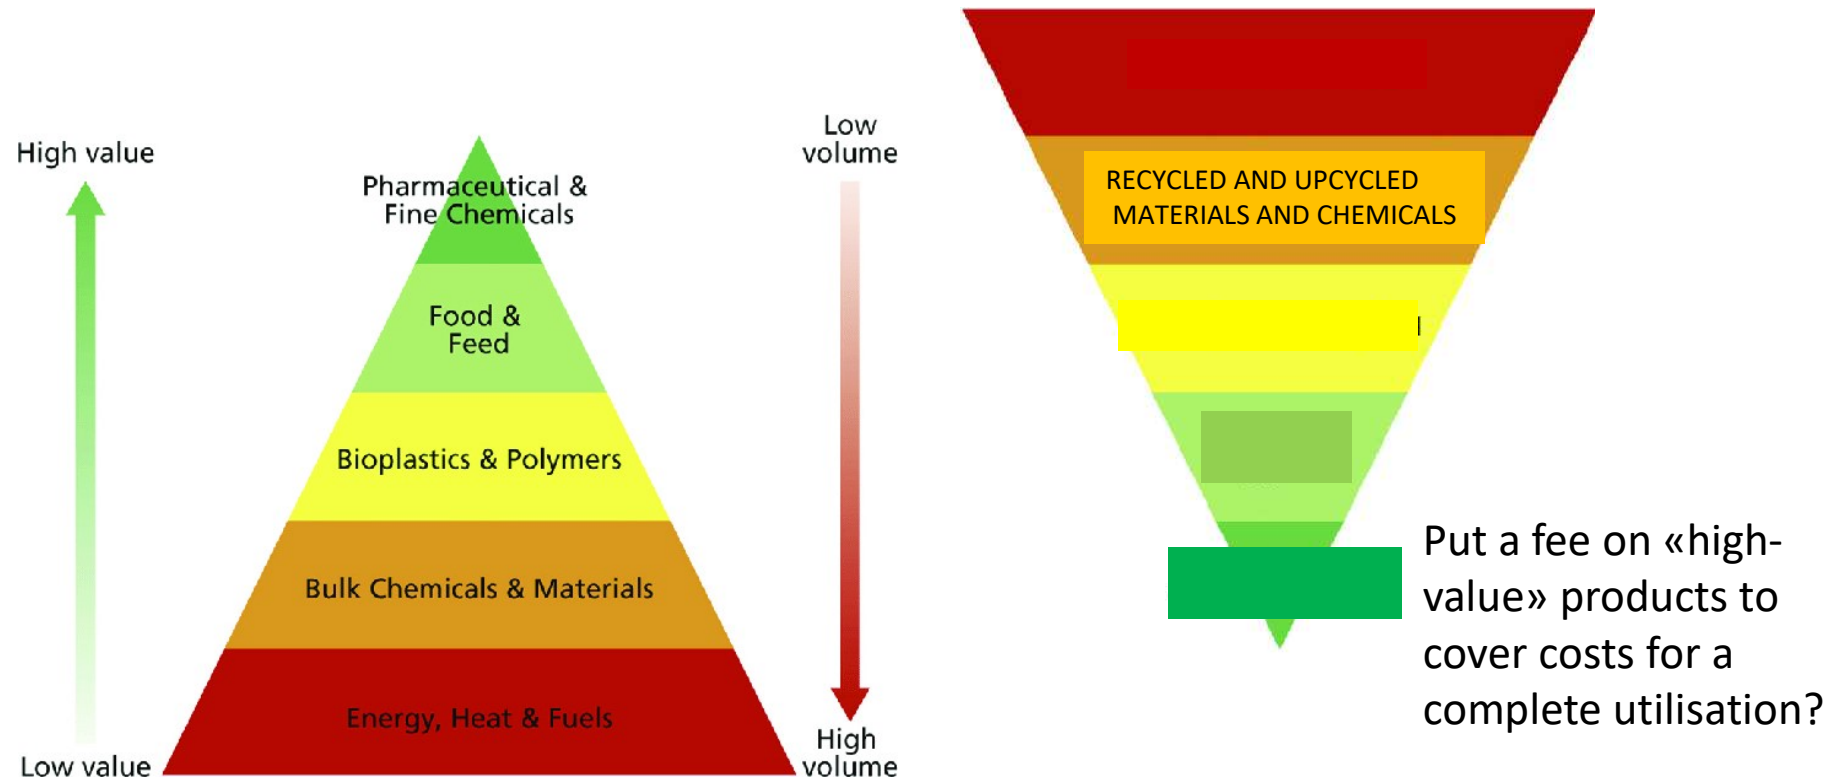 High value
Low value
Pharmaceutical &
Fine Chemicals
Food &
Feed
Bioplastics & Polymers
Bulk Chemicals & Materials
Energy, Heat & Fuels
Low
volume
High
volume
RECYCLED AND UPCYCLED
MATERIALS AND CHEMICALS
Put a fee on «high-
value» products to
cover costs for a
complete utilisation?